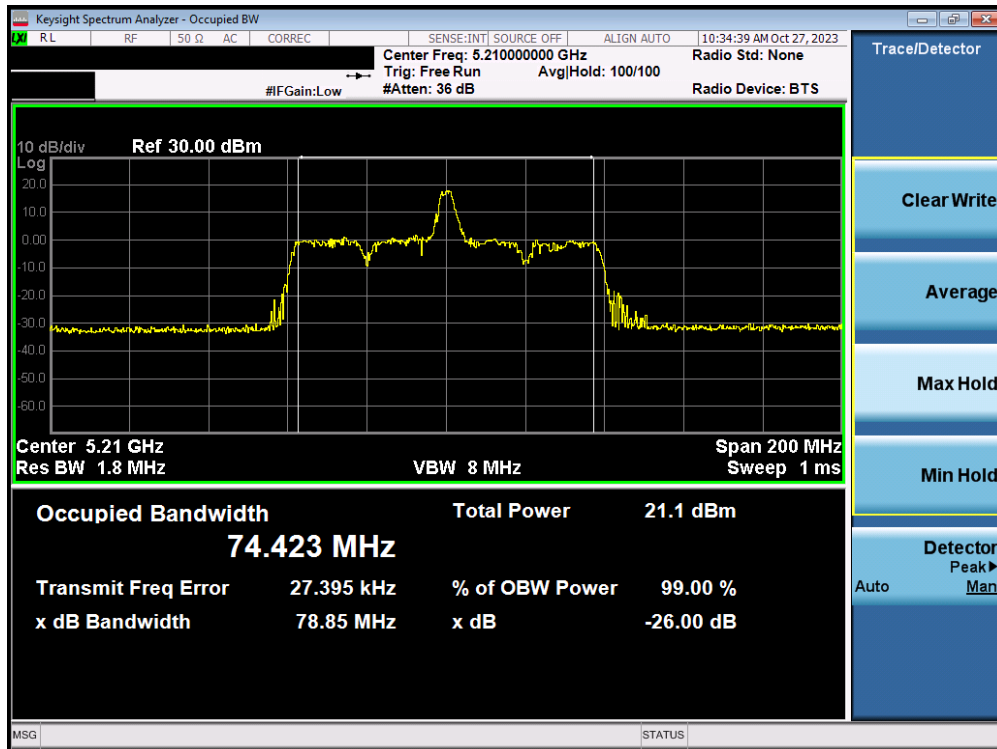 Keysight Spectrum Analyzer - Occupied BW
LXI RL RF 50 Ω AC CORREC SENSE:INT SOURCE OFF ALIGN AUTO 10:34:39 AM Oct 27, 2023
Center Freq: 5.210000000 GHz Radio Std: None
Trig: Free Run Avg|Hold: 100/100
#IFGain:Low #Atten: 36 dB Radio Device: BTS
10 dB/div Ref 30.00 dBm
Log
20.0
10.0
0.00
-10.0
-20.0
-30.0
-40.0
-50.0
-60.0
Center 5.21 GHz Span 200 MHz
Res BW 1.8 MHz VBW 8 MHz Sweep 1 ms
Occupied Bandwidth Total Power 21.1 dBm
74.423 MHz
Transmit Freq Error 27.395 kHz % of OBW Power 99.00 %
x dB Bandwidth 78.85 MHz x dB -26.00 dB
MSG STATUS
Trace/Detector
Clear Write
Average
Max Hold
Min Hold
Detector
Peak▶
Auto Man